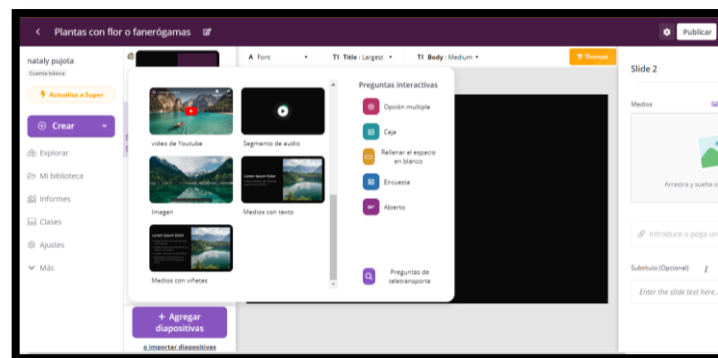 Plantas con flor o fanerógamas
Publicar
nataly pujota
Cuenta básica
Actualiza a Super
Crear
Explorar
Mi biblioteca
Informes
Clases
Ajustes
Más
A Font
TI Title : Largest
TI Body : Medium
Themes
video de Youtube
Segmento de audio
Imagen
Medios con texto
Medios con viñetas
Preguntas interactivas
Opción multiple
Caja
Rellenar el espacio
en blanco
Encuesta
Abierto
Preguntas de
teletransporte
+ Agregar
diapositivas
o importar diapositivas
Slide 2
Medios
Arrastra y suelta
Introduce o pega un
Subtítulo (Opcional) I
Enter the slide text here..